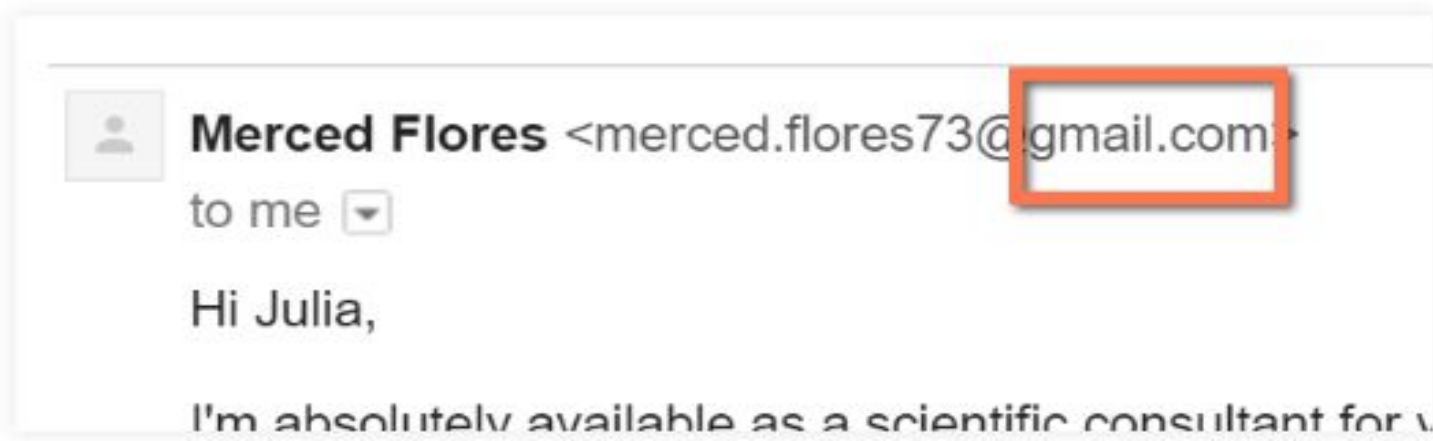 Merced Flores <merced.flores73@gmail.com>
to me
Hi Julia,
I'm absolutely available as a scientific consultant for